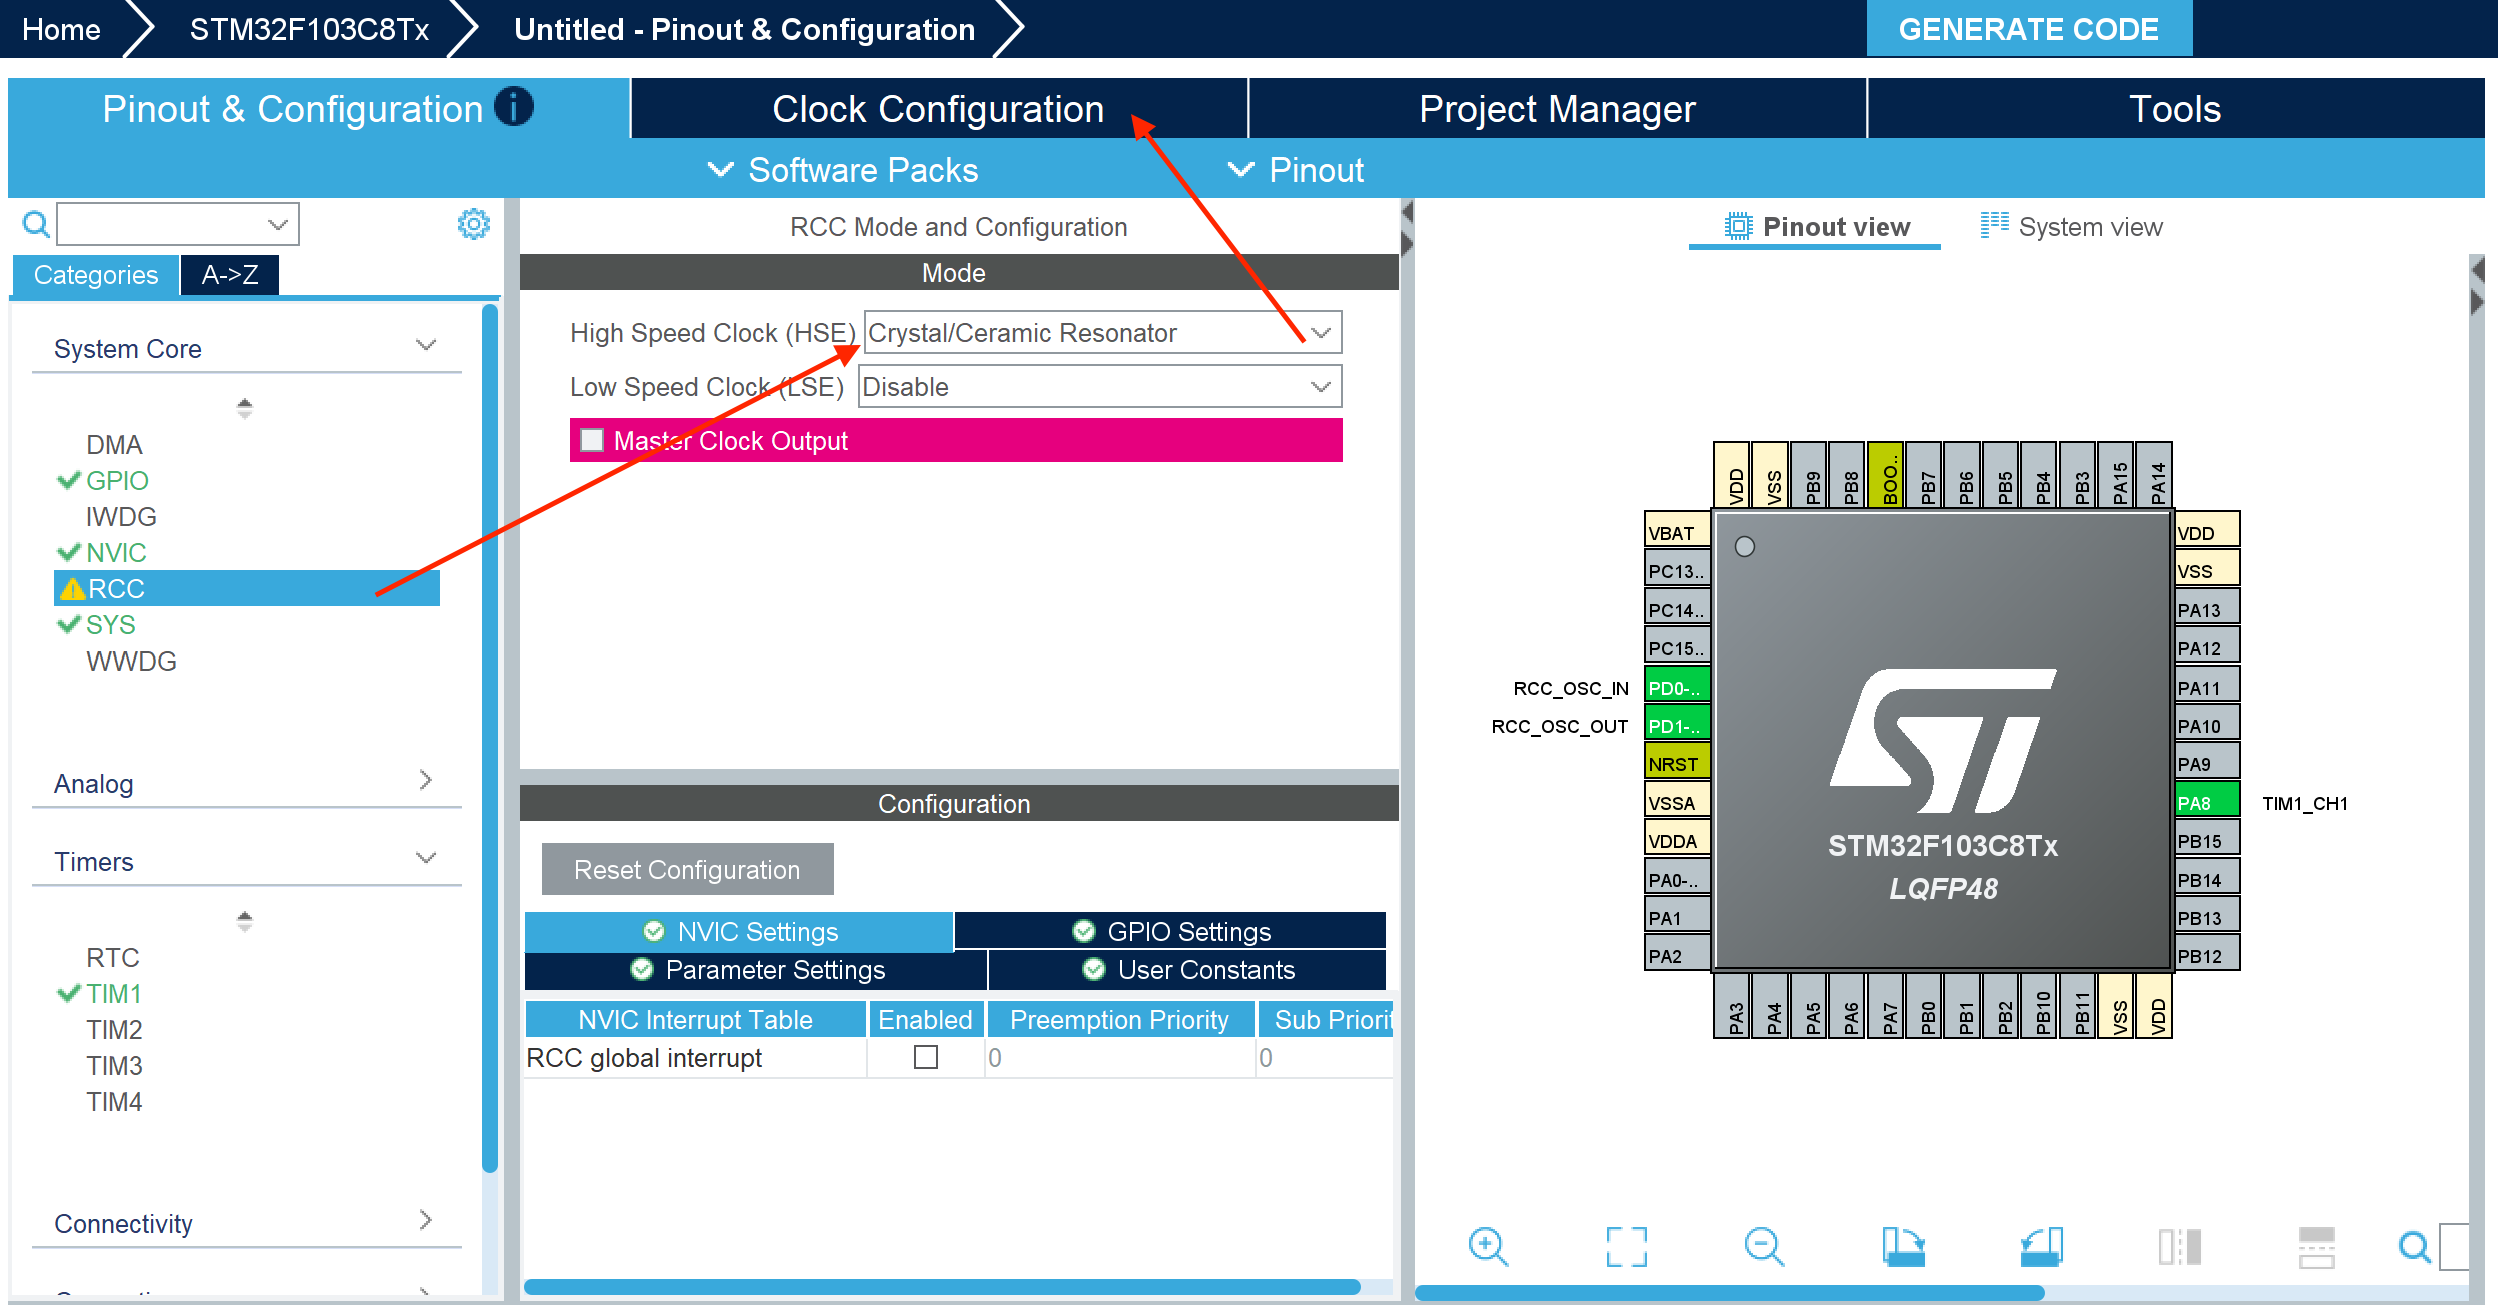 Home
STM32F103C8Tx
Untitled - Pinout & Configuration
GENERATE CODE
Pinout & Configuration
Clock Configuration
Project Manager
Tools
Software Packs
Pinout
Categories
A->Z
System Core
DMA
GPIO
IWDG
NVIC
RCC
SYS
WWDG
Analog
Timers
RTC
TIM1
TIM2
TIM3
TIM4
Connectivity
RCC Mode and Configuration
Mode
High Speed Clock (HSE) Crystal/Ceramic Resonator
Low Speed Clock (LSE) Disable
Master Clock Output
Configuration
Reset Configuration
NVIC Settings
GPIO Settings
Parameter Settings
User Constants
NVIC Interrupt Table Enabled Preemption Priority Sub Priorit
RCC global interrupt 0 0
Pinout view
System view
VDD
VSS
PB9
PB8
BOO..
PB7
PB6
PB5
PB4
PB3
PA15
PA14
VBAT
PC13..
PC14..
PC15..
RCC_OSC_IN PD0-..
RCC_OSC_OUT PD1-..
NRST
VSSA
VDDA
PA0-..
PA1
PA2
VDD
VSS
PA13
PA12
PA11
PA10
PA9
PA8 TIM1_CH1
PB15
PB14
PB13
PB12
ST
STM32F103C8Tx
LQFP48
PA3
PA4
PA5
PA6
PA7
PB0
PB1
PB2
PB10
PB11
VSS
VDD